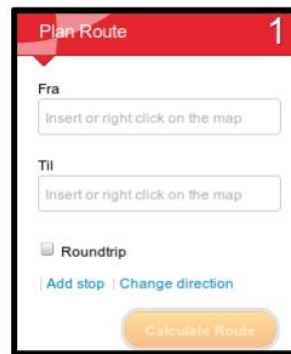 Plan Route 1
Fra
Insert or right click on the map
Til
Insert or right click on the map
Roundtrip
| Add stop | Change direction
Calculate Route